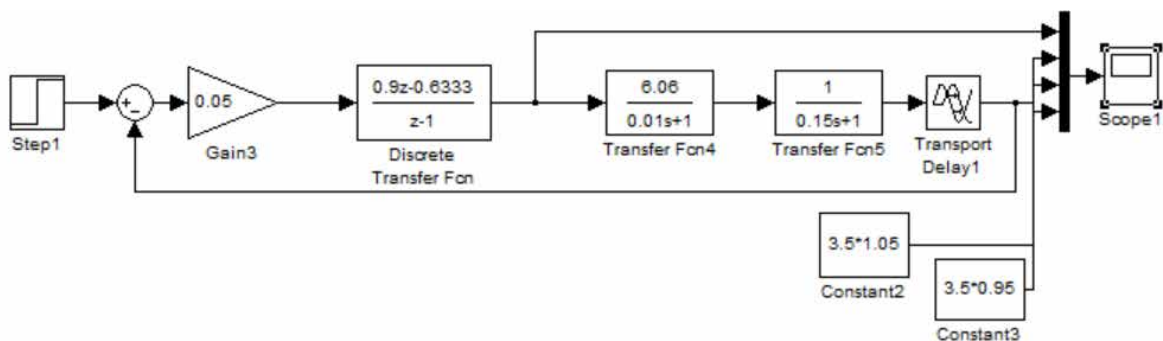 Step1
+
-
0.05
Gain3
0.9z-0.6333
z-1
Discrete
Transfer Fcn
6.06
0.01s+1
Transfer Fcn4
1
0.15s+1
Transfer Fcn5
Transport
Delay1
Scope1
3.5*1.05
Constant2
3.5*0.95
Constant3